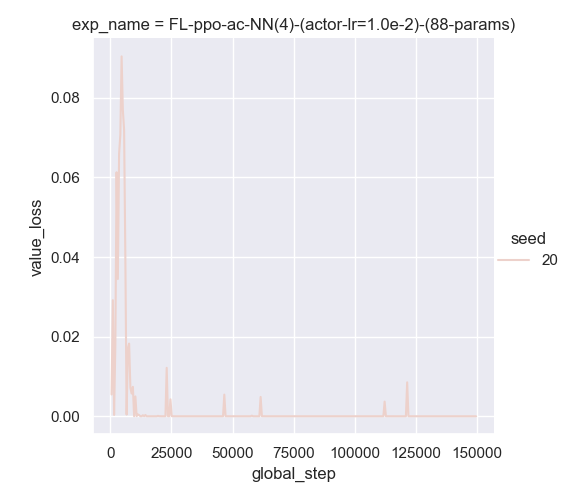 exp_name = FL-ppo-ac-NN(4)-(actor-lr=1.0e-2)-(88-params)
0.08
0.06
0.04
0.02
0.00
value_loss
0 25000 50000 75000 100000 125000 150000
global_step
seed
20